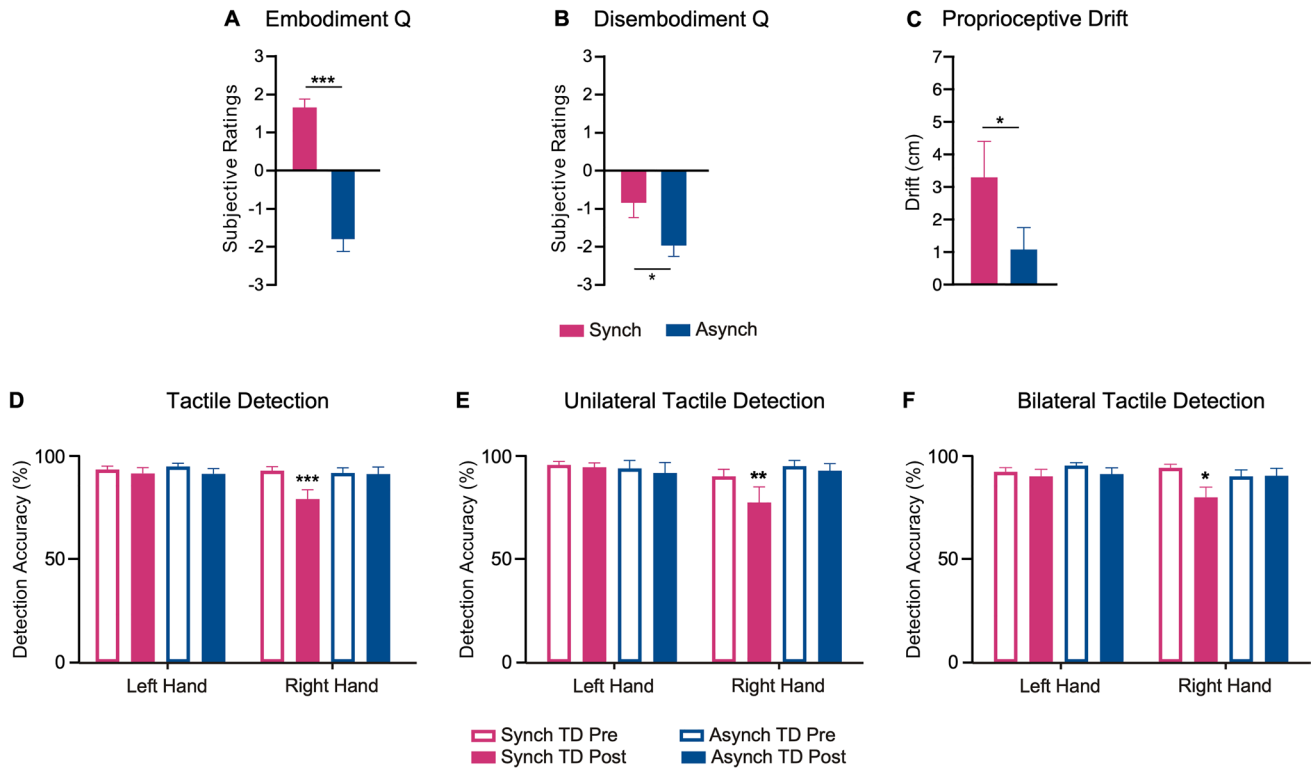 A Embodiment Q
B Disembodiment Q
C Proprioceptive Drift
Subjective Ratings
3
2
1
0
-1
-2
-3
***
Subjective Ratings
3
2
1
0
-1
-2
-3
*
Drift (cm)
7
6
5
4
3
2
1
0
*
Synch
Asynch
D Tactile Detection
E Unilateral Tactile Detection
F Bilateral Tactile Detection
Detection Accuracy (%)
100
50
0
***
Left Hand
Right Hand
Detection Accuracy (%)
100
50
0
**
Left Hand
Right Hand
Detection Accuracy (%)
100
50
0
*
Left Hand
Right Hand
Synch TD Pre
Asynch TD Pre
Synch TD Post
Asynch TD Post